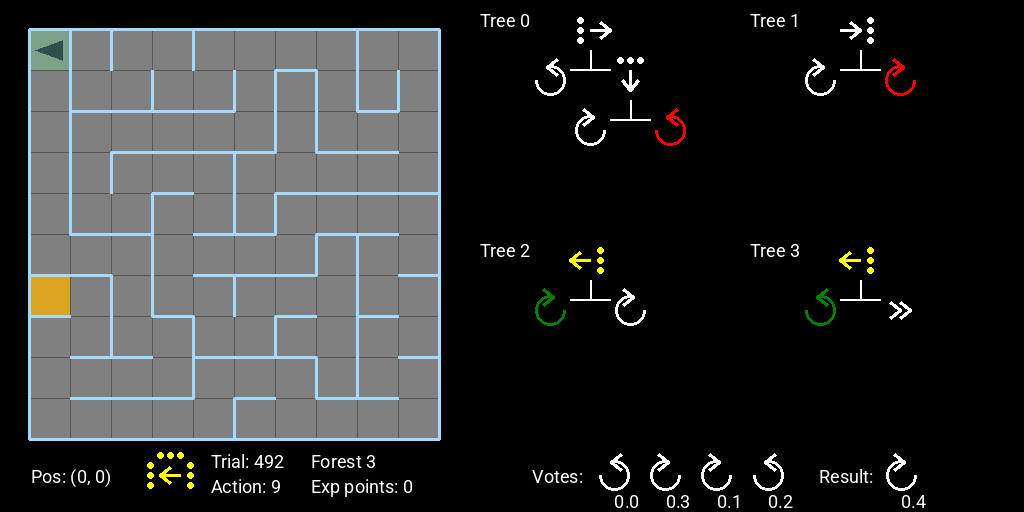 Tree 0
Tree 1
Tree 2
Tree 3
Pos: (0, 0)
Trial: 492
Action: 9
Forest 3
Exp points: 0
Votes:
0.0
0.3
0.1
0.2
Result:
0.4